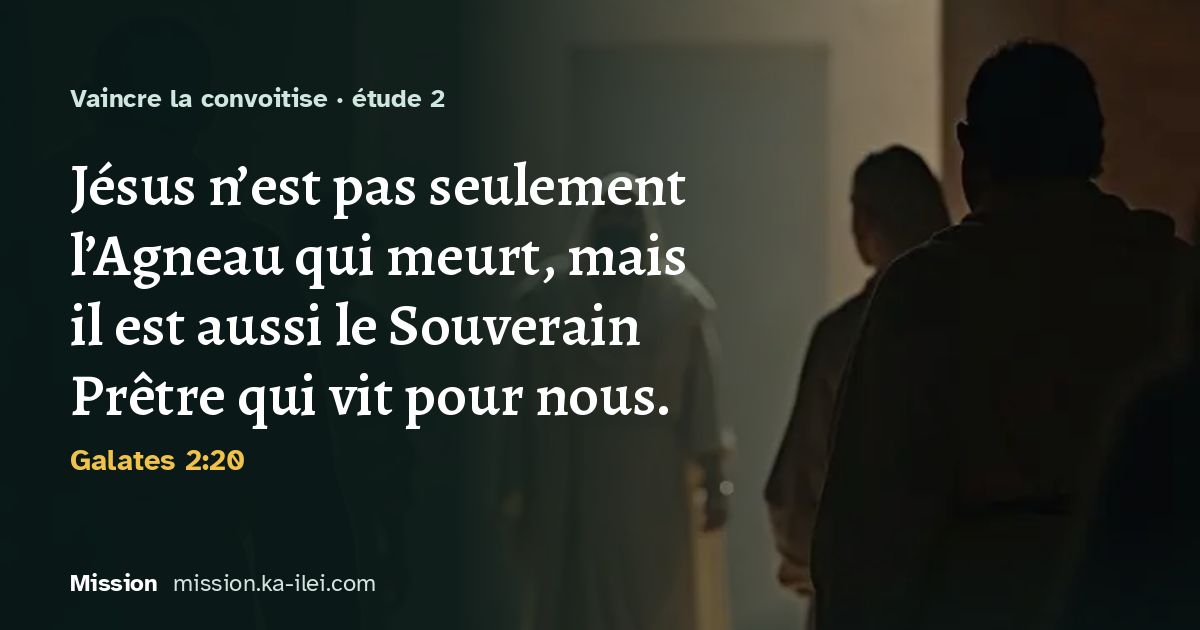 Vaincre la convoitise · étude 2
Jésus n’est pas seulement
l’Agneau qui meurt, mais
il est aussi le Souverain
Prêtre qui vit pour nous.
Galates 2:20
Mission mission.ka-ilei.com